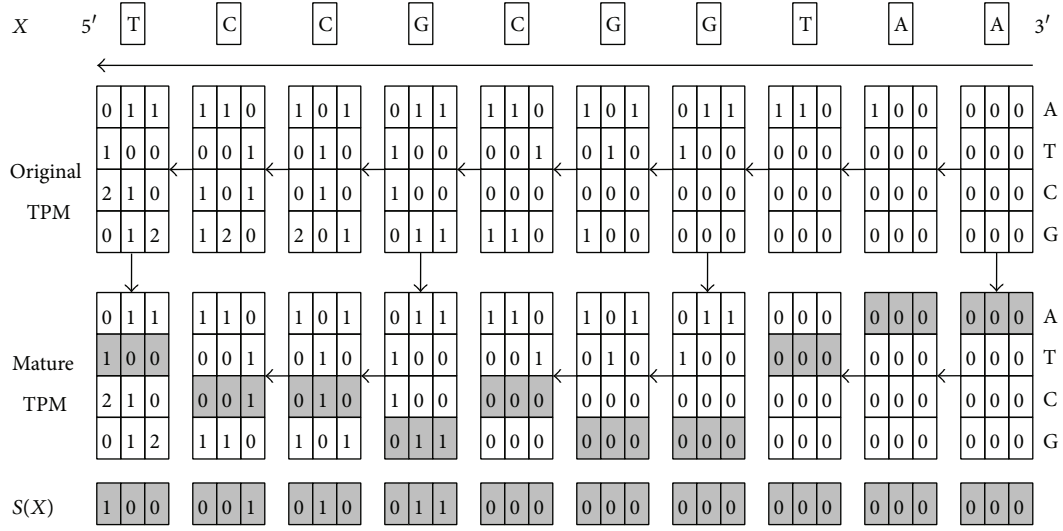 X 5′ T C C G C G G T A A 3′
0 1 1 1 1 0 1 0 1 0 1 1 1 1 0 1 0 1 0 1 1 1 1 0 1 0 0 0 0 0 A
1 0 0 0 0 1 0 1 0 1 0 0 0 0 1 0 1 0 1 0 0 0 0 0 0 0 0 0 0 0 T
Original
TPM
2 1 0 1 0 1 0 1 0 1 0 0 0 0 0 0 0 0 0 0 0 0 0 0 0 0 0 0 0 0 C
0 1 2 1 2 0 2 0 1 0 1 1 1 1 0 1 0 0 0 0 0 0 0 0 0 0 0 0 0 0 G
0 1 1 1 1 0 1 0 1 0 1 1 1 1 0 1 0 1 0 1 1 0 0 0 0 0 0 0 0 0 A
1 0 0 0 0 1 0 1 0 1 0 0 0 0 1 0 1 0 1 0 0 0 0 0 0 0 0 0 0 0 T
Mature
TPM
2 1 0 0 0 1 0 1 0 1 0 0 0 0 0 0 0 0 0 0 0 0 0 0 0 0 0 0 0 0 C
0 1 2 1 1 0 1 0 1 0 1 1 0 0 0 0 0 0 0 0 0 0 0 0 0 0 0 0 0 0 G
S(X) 1 0 0 0 0 1 0 1 0 0 1 1 0 0 0 0 0 0 0 0 0 0 0 0 0 0 0 0 0 0